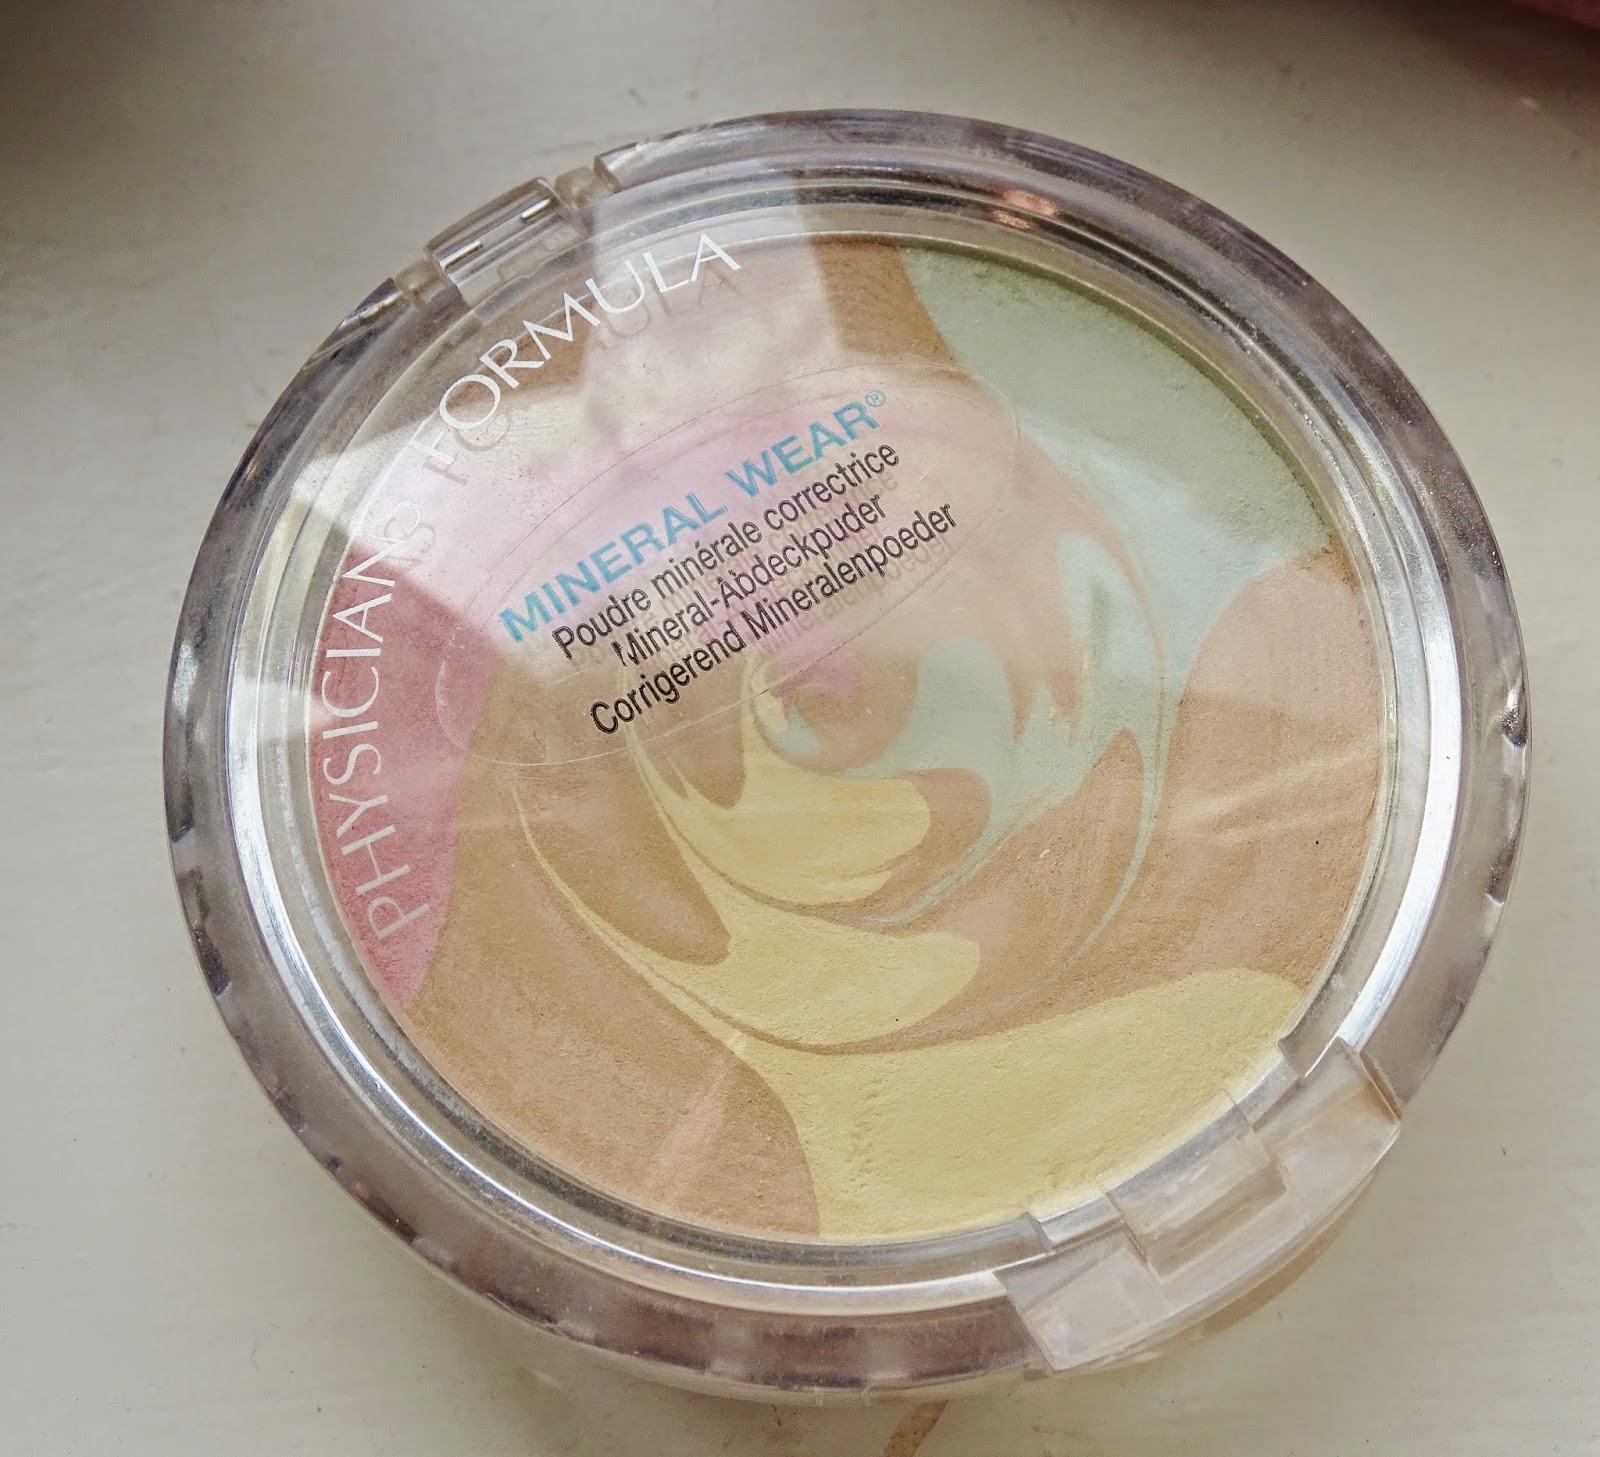 PHYSICIANS FORMULA
MINERAL WEAR®
Poudre minérale correctrice
Mineral-Abdeckpuder
Corrigerend Mineralenpoeder